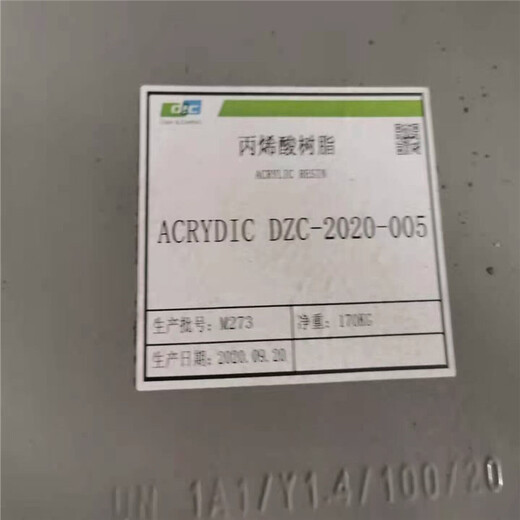 DIC
丙烯酸树脂
ACRYLIC RESIN
ACRYDIC DZC-2020-005
生产批号: M273
净重: 170KG
生产日期: 2020.09.20
UN 1A1/Y1.4/100/20